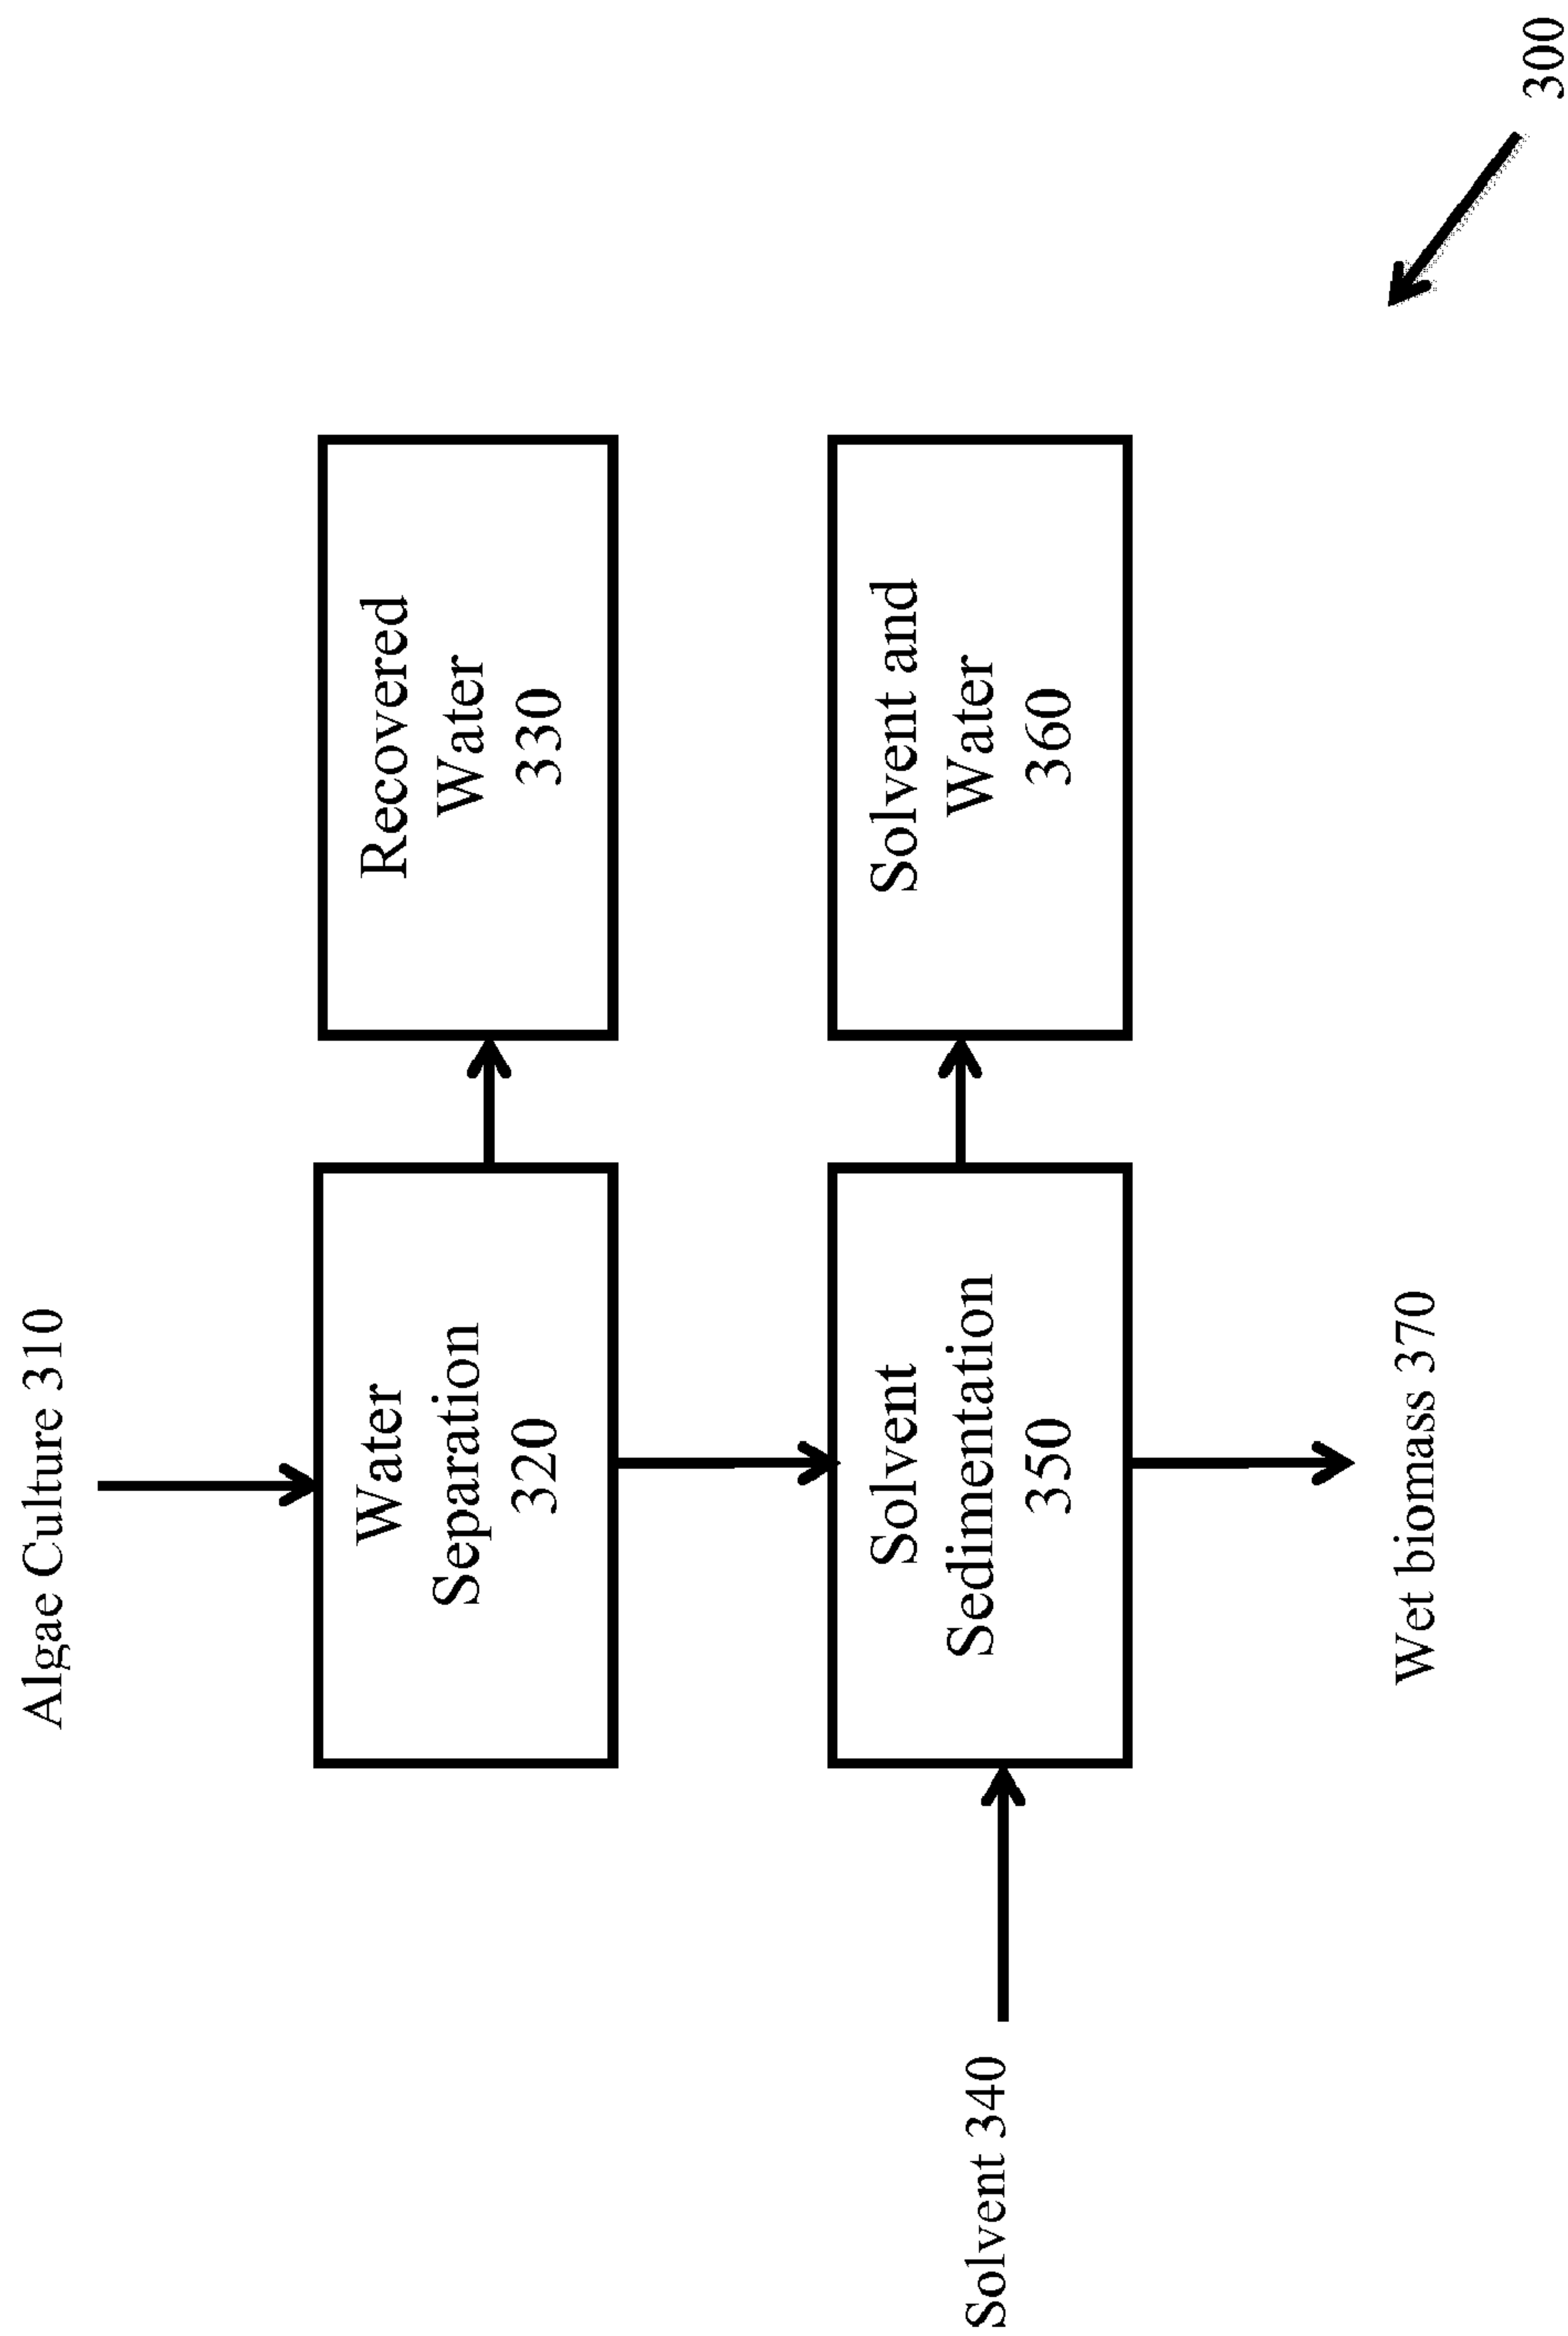 Algae Culture 310
Water
Separation
320
Recovered
Water
330
Solvent 340
Solvent
Sedimentation
350
Solvent and
Water
360
Wet biomass 370
300